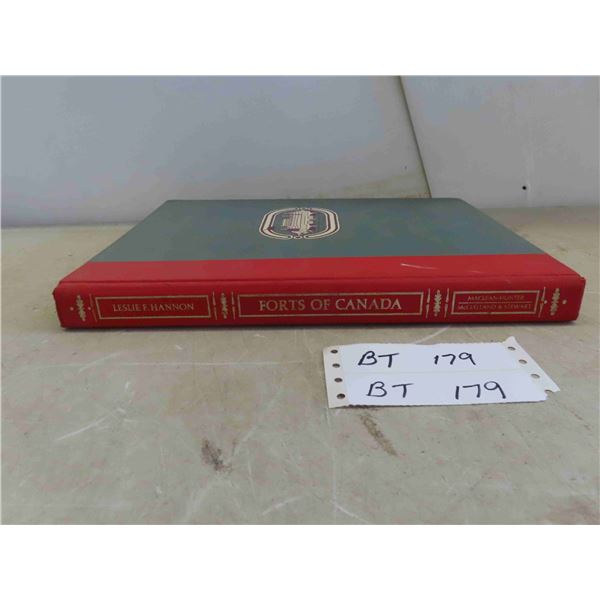 LESLIE F. HANNON
FORTS OF CANADA
MACLEAN-HUNTER
McCLELLAND & STEWART
BT 179
BT 179